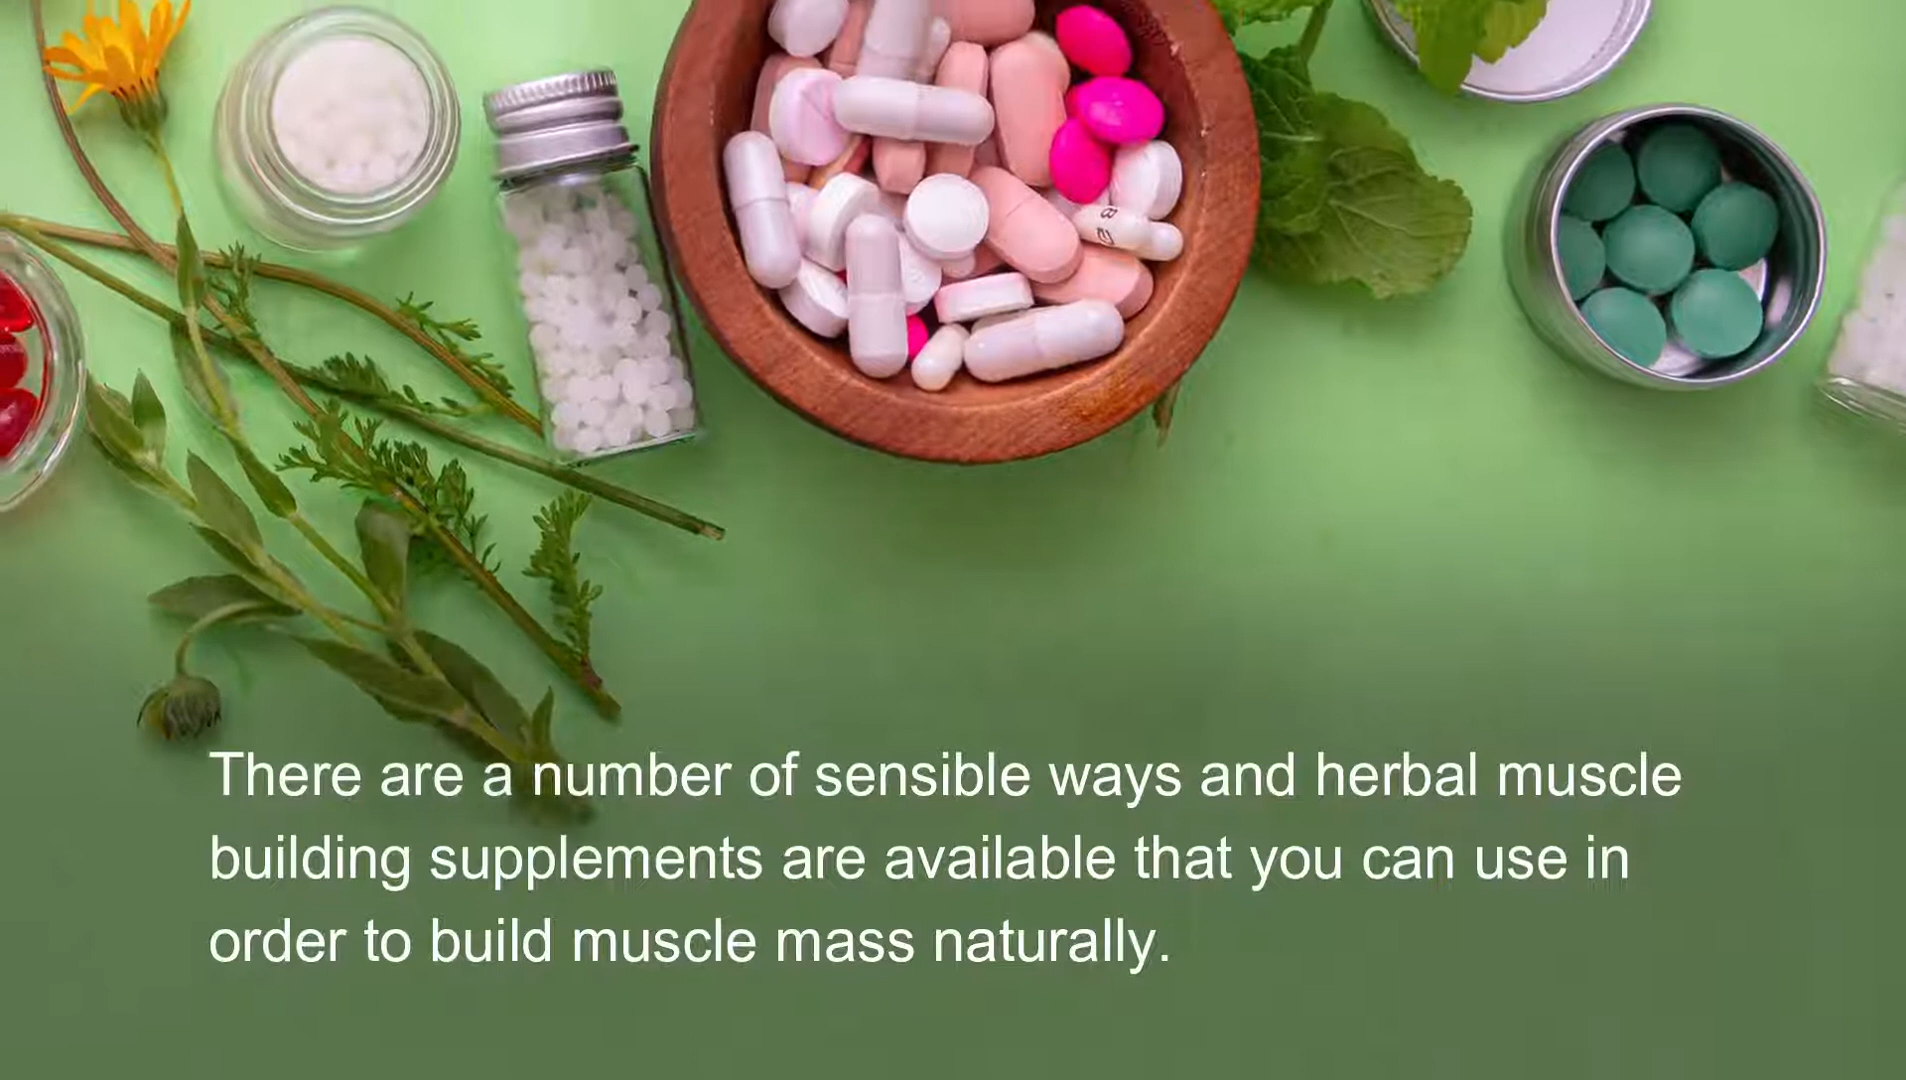 There are a number of sensible ways and herbal muscle
building supplements are available that you can use in
order to build muscle mass naturally.